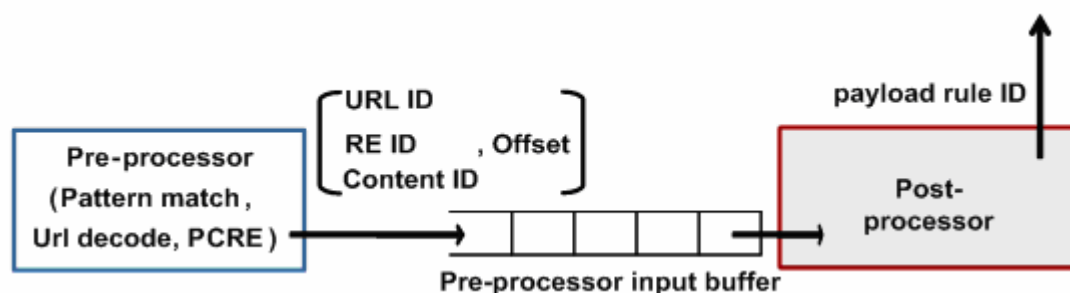 Pre-processor
(Pattern match,
Url decode, PCRE)
URL ID
RE ID , Offset
Content ID
Pre-processor input buffer
payload rule ID
Post-
processor